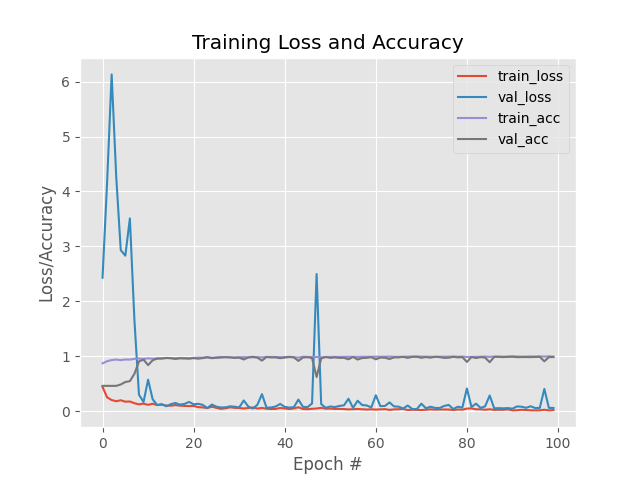 Training Loss and Accuracy
train_loss
val_loss
train_acc
val_acc
Loss/Accuracy
6
5
4
3
2
1
0
0 20 40 60 80 100
Epoch #